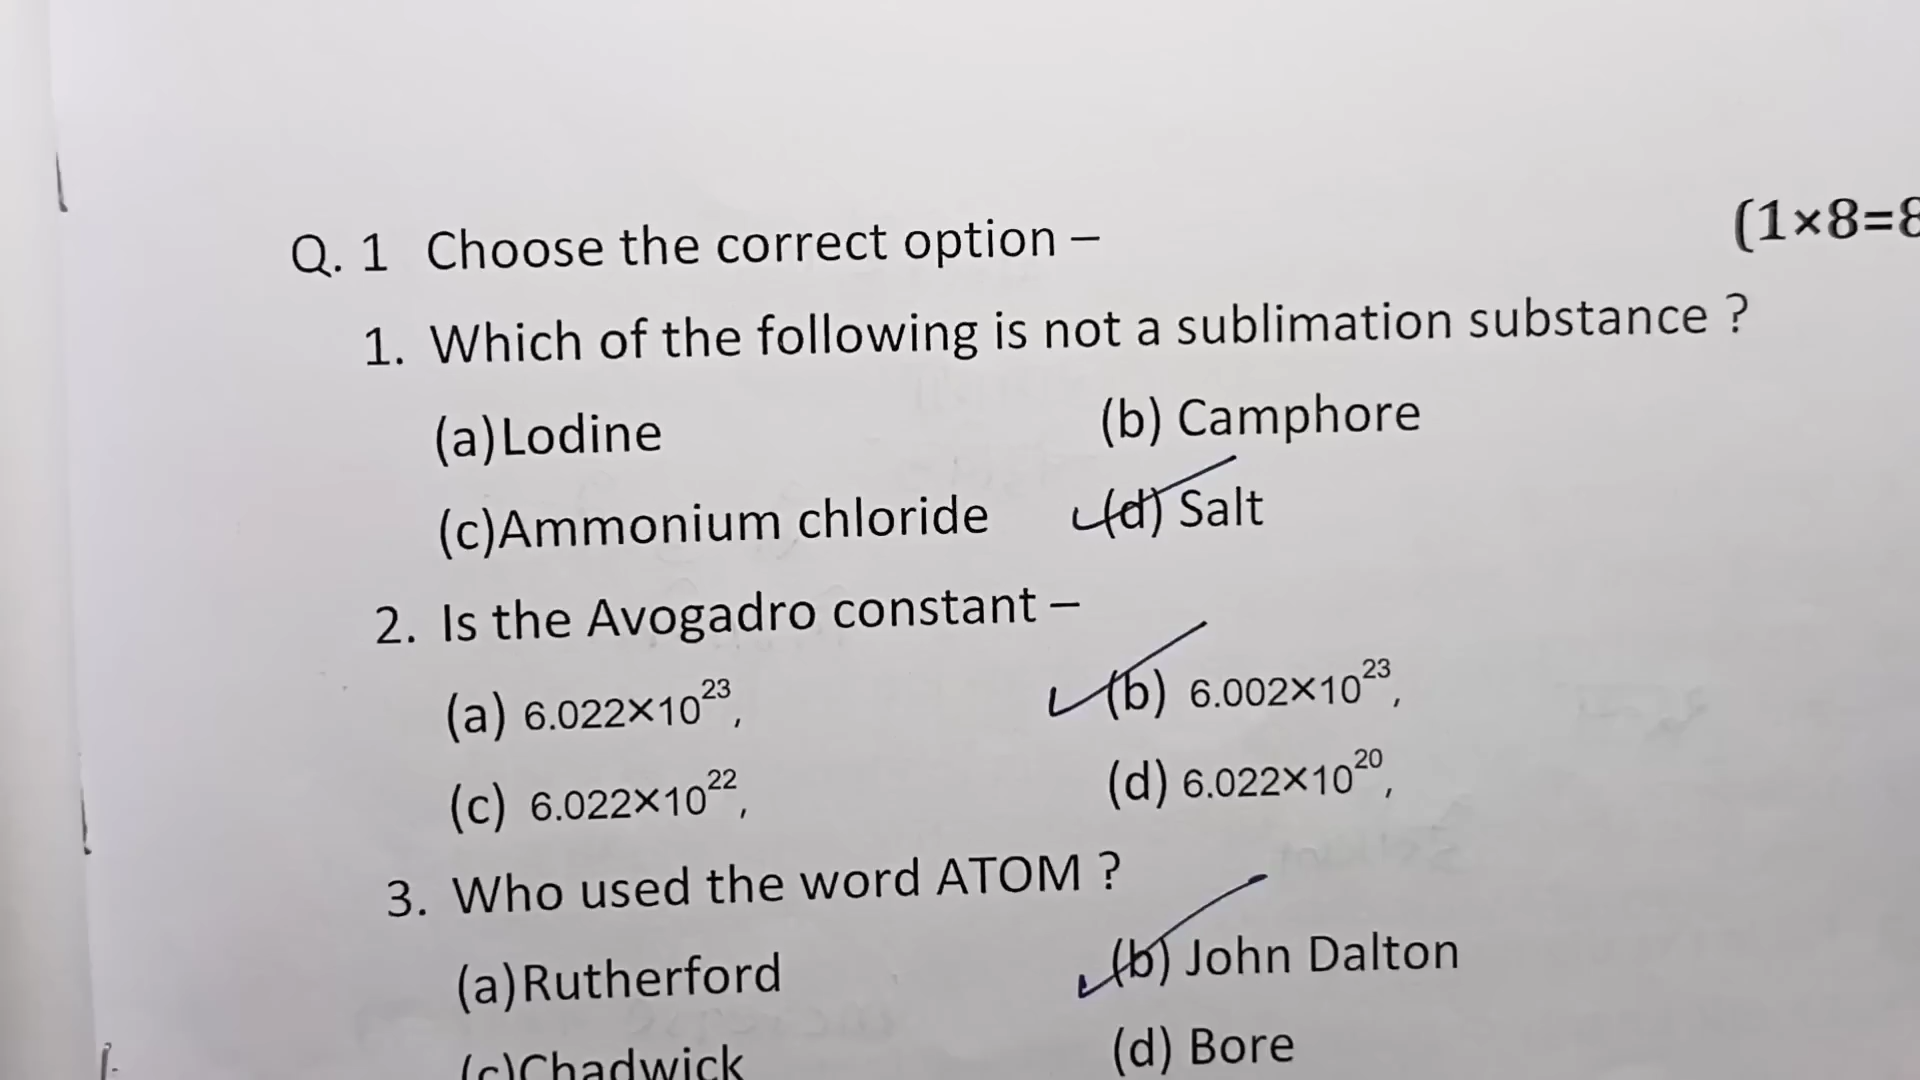 Q. 1 Choose the correct option –
(1×8=8
1. Which of the following is not a sublimation substance ?
(a)Lodine (b) Camphore
(c)Ammonium chloride (d) Salt
2. Is the Avogadro constant –
(a) 6.022×10²³, (b) 6.002×10²³,
(c) 6.022×10²², (d) 6.022×10²⁰,
3. Who used the word ATOM ?
(a)Rutherford (b) John Dalton
(c)Chadwick (d) Bore